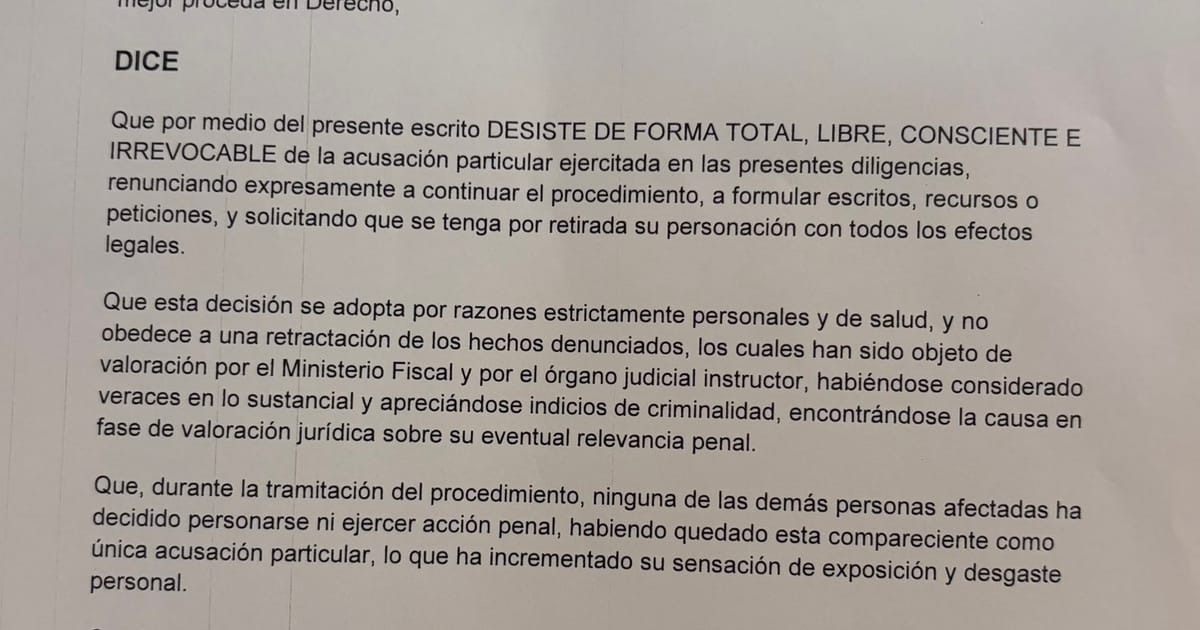 mejor proceda en Derecho,
DICE
Que por medio del presente escrito DESISTE DE FORMA TOTAL, LIBRE, CONSCIENTE E
IRREVOCABLE de la acusación particular ejercitada en las presentes diligencias,
renunciando expresamente a continuar el procedimiento, a formular escritos, recursos o
peticiones, y solicitando que se tenga por retirada su personación con todos los efectos
legales.
Que esta decisión se adopta por razones estrictamente personales y de salud, y no
obedece a una retractación de los hechos denunciados, los cuales han sido objeto de
valoración por el Ministerio Fiscal y por el órgano judicial instructor, habiéndose considerado
veraces en lo sustancial y apreciándose indicios de criminalidad, encontrándose la causa en
fase de valoración jurídica sobre su eventual relevancia penal.
Que, durante la tramitación del procedimiento, ninguna de las demás personas afectadas ha
decidido personarse ni ejercer acción penal, habiendo quedado esta compareciente como
única acusación particular, lo que ha incrementado su sensación de exposición y desgaste
personal.